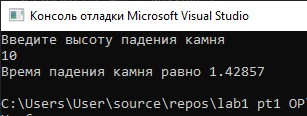 Консоль отладки Microsoft Visual Studio
Введите высоту падения камня
10
Время падения камня равно 1.42857
C:\Users\User\source\repos\lab1 pt1 OP